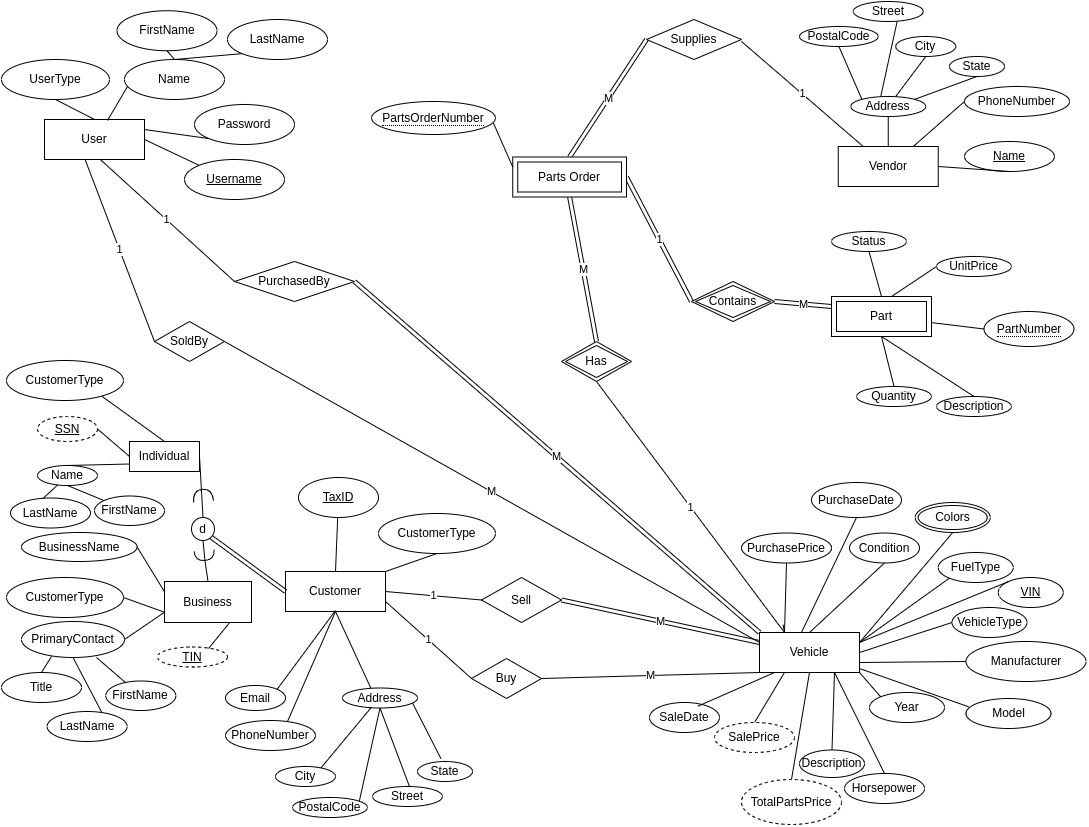 Street
FirstName
Supplies
PostalCode
LastName
City
State
UserType
Name
M
1
PhoneNumber
Address
PartsOrderNumber
Password
User
Name
Vendor
Parts Order
Username
1
1
1
Status
M
UnitPrice
PurchasedBy
Contains
M
Part
PartNumber
SoldBy
Has
CustomerType
Quantity
Description
SSN
Individual
M
Name
M
TaxID
PurchaseDate
LastName
FirstName
1
Colors
d
CustomerType
BusinessName
PurchasePrice
Condition
FuelType
Customer
VIN
CustomerType
Business
1
Sell
M
VehicleType
PrimaryContact
1
Vehicle
TIN
Manufacturer
M
Buy
Title
FirstName
Email
Address
Year
LastName
SaleDate
Model
PhoneNumber
SalePrice
Description
State
City
Horsepower
Street
TotalPartsPrice
PostalCode